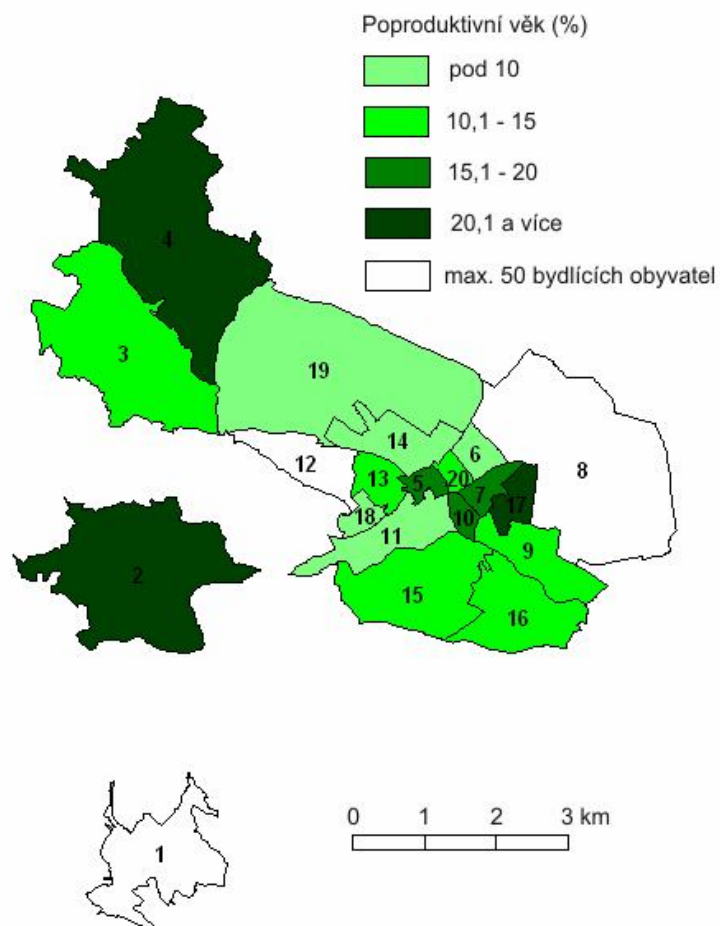 Poproduktivní věk (%)
pod 10
10,1 - 15
15,1 - 20
20,1 a více
max. 50 bydlících obyvatel
4
3
19
14
6
8
12
13
5
20
7
17
18
10
11
9
2
15
16
0 1 2 3 km
1